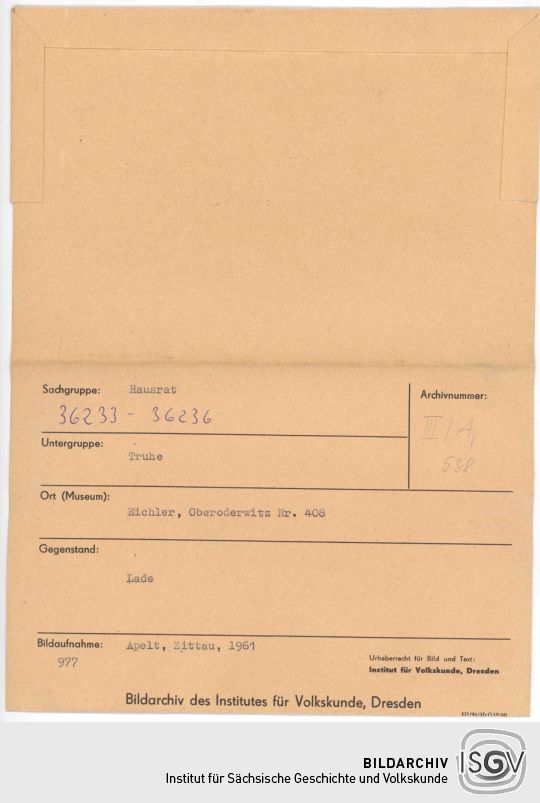 Sachgruppe: Hausrat
Archivnummer:
36233 - 36236
III/A,
538
Untergruppe:
Truhe
Ort (Museum):
Eichler, Oberoderwitz Nr. 408
Gegenstand:
Lade
Bildaufnahme: Apelt, Zittau, 1961
977
Urheberrecht für Bild und Text:
Institut für Volkskunde, Dresden
Bildarchiv des Institutes für Volkskunde, Dresden
BILDARCHIV
Institut für Sächsische Geschichte und Volkskunde
ISGV